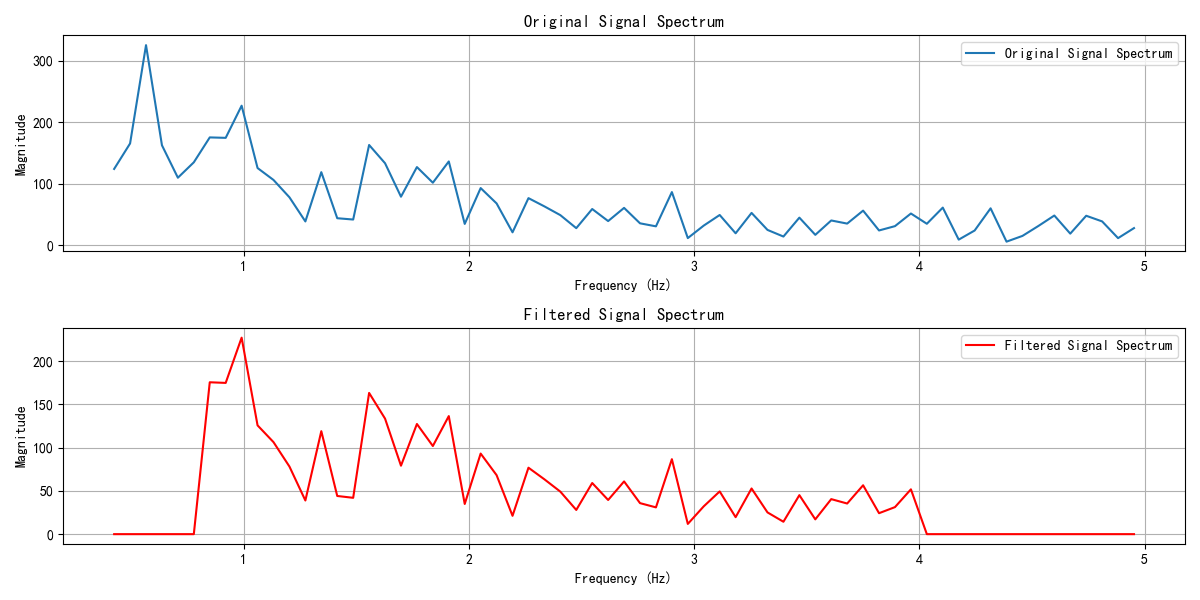 Original Signal Spectrum
Original Signal Spectrum
300
200
100
0
Magnitude
1 2 3 4 5
Frequency (Hz)
Filtered Signal Spectrum
Filtered Signal Spectrum
200
150
100
50
0
Magnitude
1 2 3 4 5
Frequency (Hz)